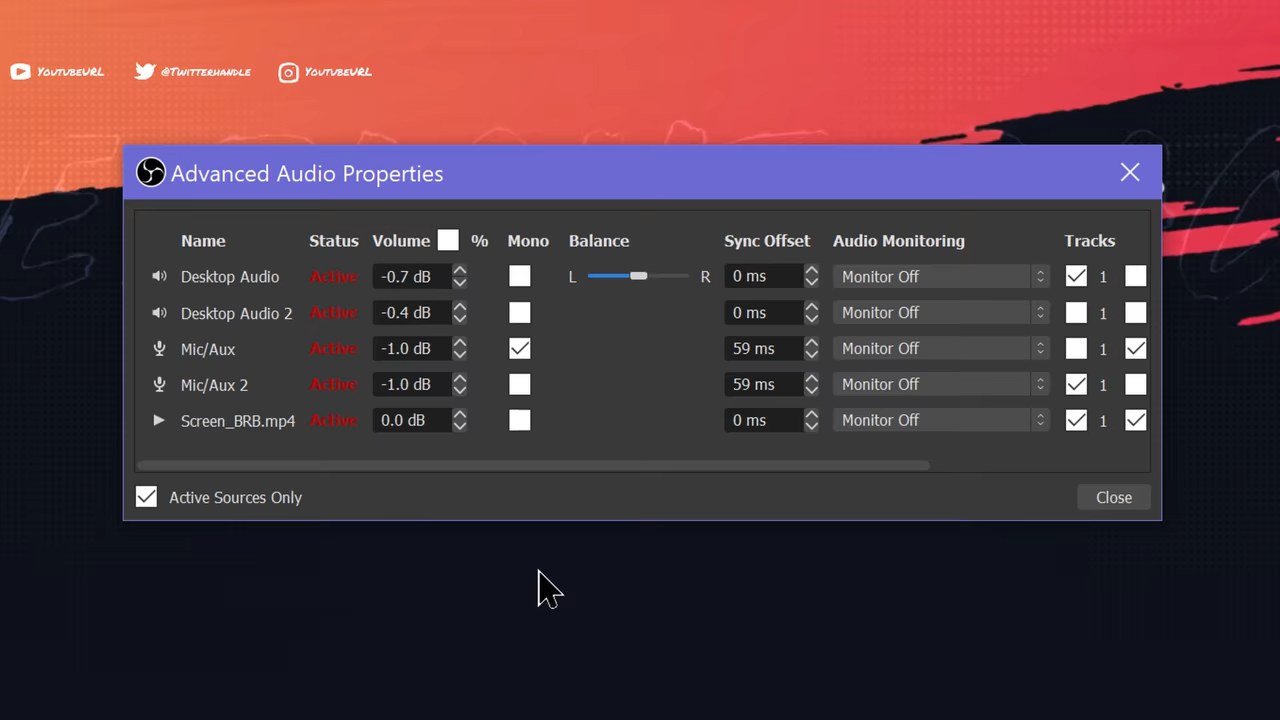 YoutubeURL @Twitterhandle YoutubeURL
Advanced Audio Properties
Name Status Volume % Mono Balance Sync Offset Audio Monitoring Tracks
Desktop Audio Active -0.7 dB L R 0 ms Monitor Off 1
Desktop Audio 2 Active -0.4 dB 0 ms Monitor Off 1
Mic/Aux Active -1.0 dB 59 ms Monitor Off 1
Mic/Aux 2 Active -1.0 dB 59 ms Monitor Off 1
Screen_BRB.mp4 Active 0.0 dB 0 ms Monitor Off 1
Active Sources Only Close